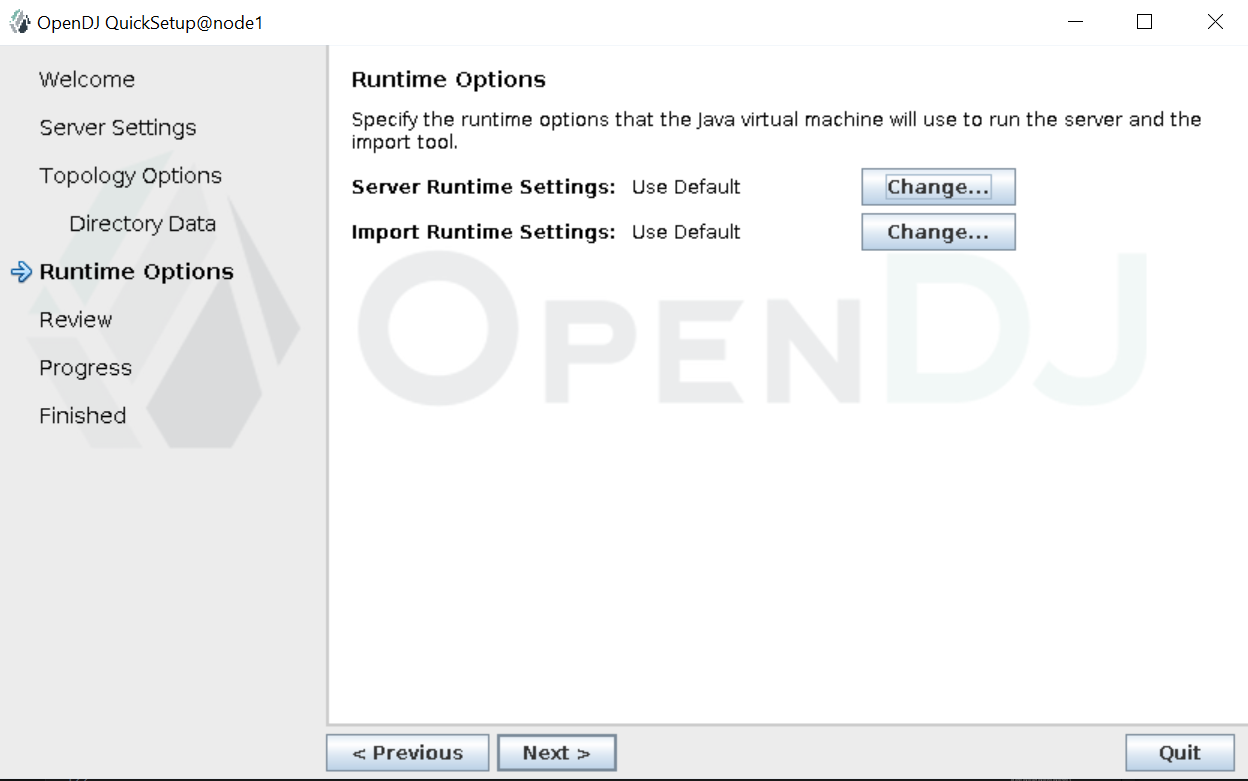 OpenDJ QuickSetup@node1
Welcome
Server Settings
Topology Options
Directory Data
Runtime Options
Review
Progress
Finished
Runtime Options
Specify the runtime options that the Java virtual machine will use to run the server and the
import tool.
Server Runtime Settings: Use Default Change...
Import Runtime Settings: Use Default Change...
OPENDJ
< Previous Next > Quit